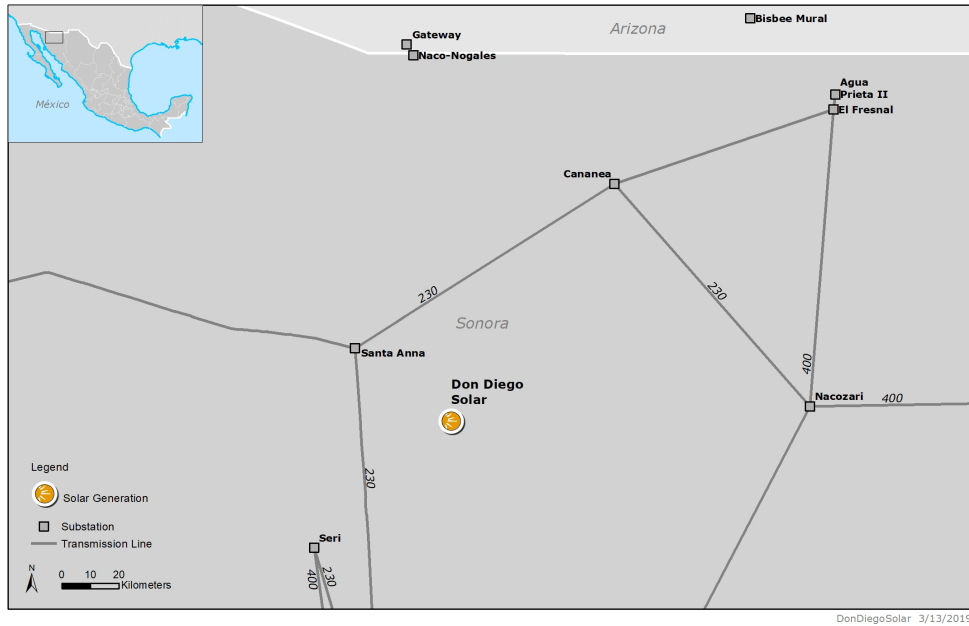 Arizona
Bisbee Mural
Gateway
Naco-Nogales
México
Agua
Prieta II
El Fresnal
Cananea
230
230
Sonora
Santa Anna
400
Don Diego
Solar
Nacozari
400
230
Legend
Solar Generation
Substation
Transmission Line
Seri
400
230
N
0 10 20
Kilometers
DonDiegoSolar 3/13/2019